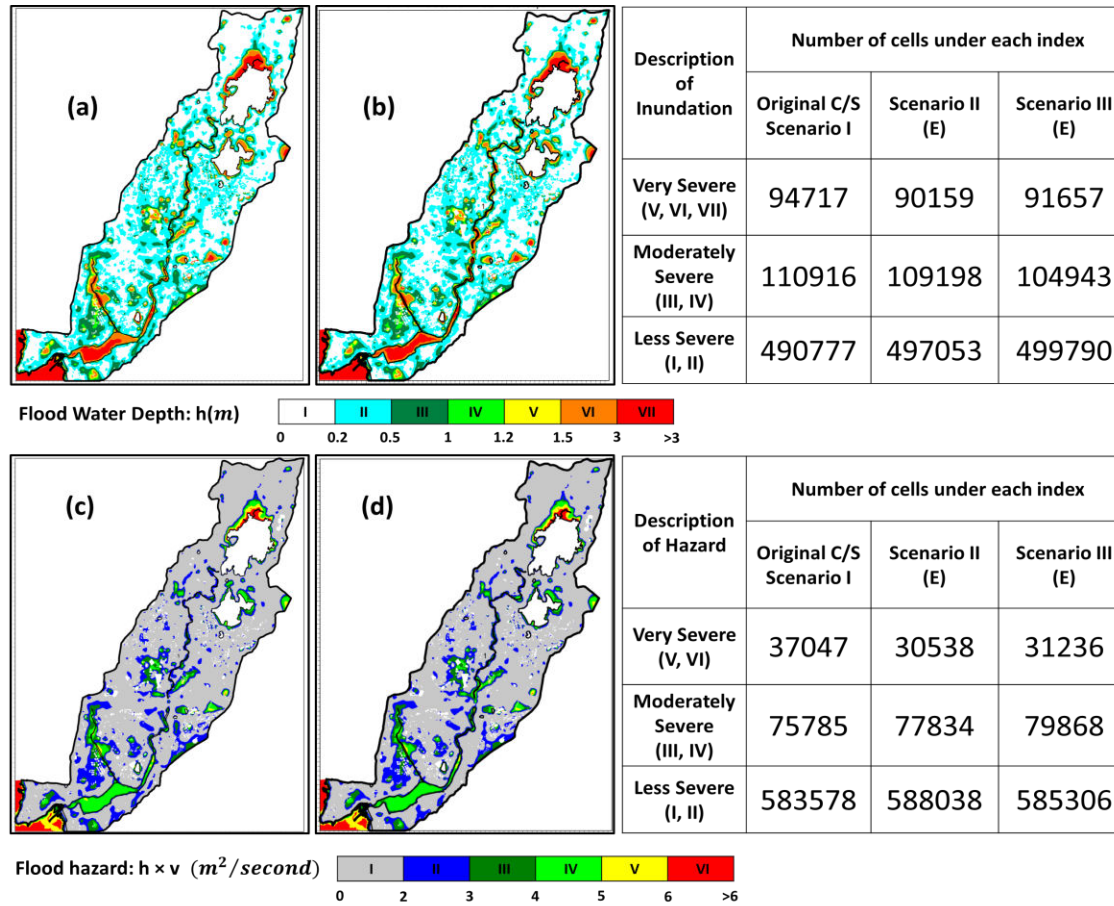 (a)
(b)
Description
of
Inundation
Number of cells under each index
Original C/S
Scenario I
Scenario II
(E)
Scenario III
(E)
Very Severe
(V, VI, VII)
94717
90159
91657
Moderately
Severe
(III, IV)
110916
109198
104943
Less Severe
(I, II)
490777
497053
499790
Flood Water Depth: h(m)
I II III IV V VI VII
0 0.2 0.5 1 1.2 1.5 3 >3
(c)
(d)
Description
of Hazard
Number of cells under each index
Original C/S
Scenario I
Scenario II
(E)
Scenario III
(E)
Very Severe
(V, VI)
37047
30538
31236
Moderately
Severe
(III, IV)
75785
77834
79868
Less Severe
(I, II)
583578
588038
585306
Flood hazard: h × v (m²/second)
I II III IV V VI
0 2 3 4 5 6 >6